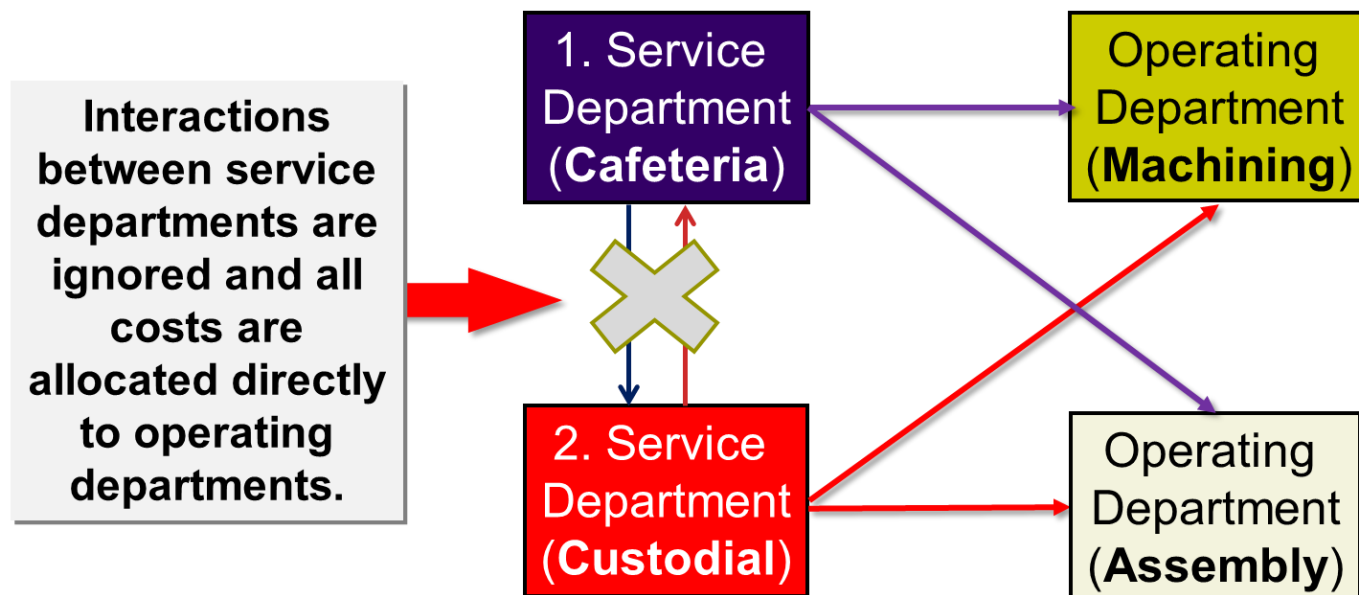 Interactions
between service
departments are
ignored and all
costs are
allocated directly
to operating
departments.
1. Service
Department
(Cafeteria)
2. Service
Department
(Custodial)
Operating
Department
(Machining)
Operating
Department
(Assembly)